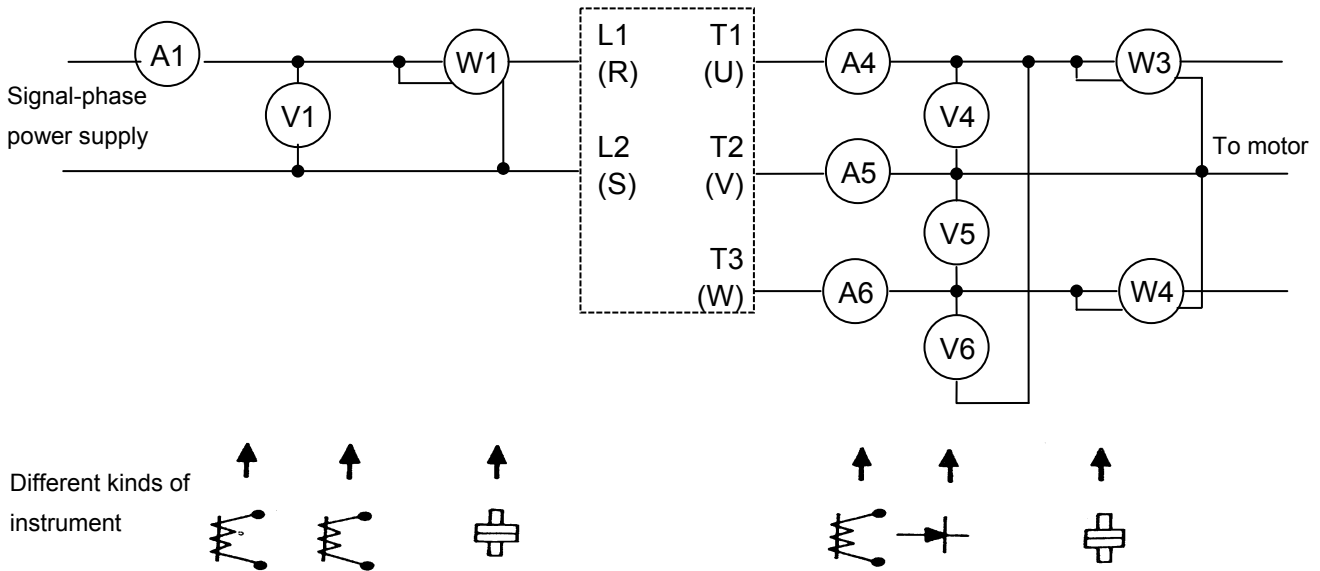 A1
W1
V1
Signal-phase
power supply
L1
(R)
L2
(S)
T1
(U)
T2
(V)
T3
(W)
A4
V4
W3
A5
V5
To motor
A6
W4
V6
Different kinds of
instrument